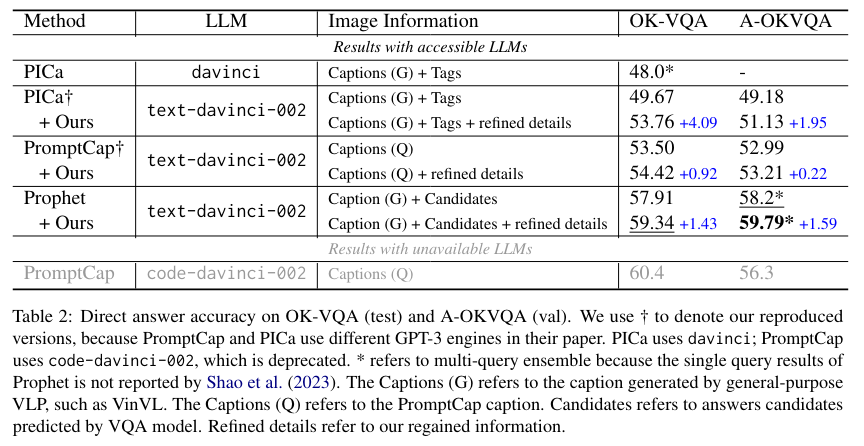 Method LLM Image Information OK-VQA A-OKVQA
Results with accessible LLMs
PICa davinci Captions (G) + Tags 48.0* -
PICa† text-davinci-002 Captions (G) + Tags 49.67 49.18
+ Ours Captions (G) + Tags + refined details 53.76 +4.09 51.13 +1.95
PromptCap† text-davinci-002 Captions (Q) 53.50 52.99
+ Ours Captions (Q) + refined details 54.42 +0.92 53.21 +0.22
Prophet text-davinci-002 Caption (G) + Candidates 57.91 58.2*
+ Ours Caption (G) + Candidates + refined details 59.34 +1.43 59.79* +1.59
Results with unavailable LLMs
PromptCap code-davinci-002 Captions (Q) 60.4 56.3
Table 2: Direct answer accuracy on OK-VQA (test) and A-OKVQA (val). We use † to denote our reproduced
versions, because PromptCap and PICa use different GPT-3 engines in their paper. PICa uses davinci; PromptCap
uses code-davinci-002, which is deprecated. * refers to multi-query ensemble because the single query results of
Prophet is not reported by Shao et al. (2023). The Captions (G) refers to the caption generated by general-purpose
VLP, such as VinVL. The Captions (Q) refers to the PromptCap caption. Candidates refers to answers candidates
predicted by VQA model. Refined details refer to our regained information.